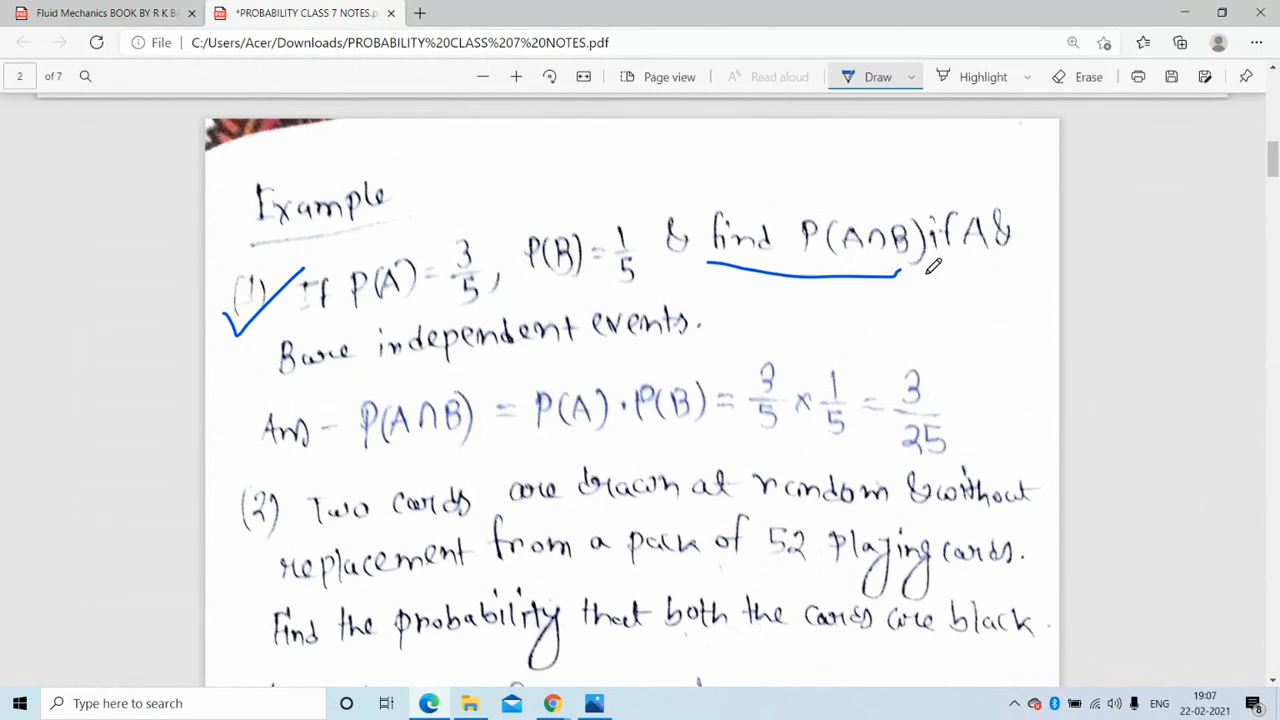 Fluid Mechanics BOOK BY R K BA
*PROBABILITY CLASS 7 NOTES.p
File
C:/Users/Acer/Downloads/PROBABILITY%20CLASS%207%20NOTES.pdf
2 of 7
Page view
Read aloud
Draw
Highlight
Erase
Example
(1) If P(A) = 3/5, P(B) = 1/5 & find P(A∩B) if A &
B are independent events.
Ans - P(A∩B) = P(A) · P(B) = 3/5 × 1/5 = 3/25
(2) Two cards are drawn at random & without
replacement from a pack of 52 playing cards.
Find the probability that both the cards are black
Type here to search
ENG
19:07
22-02-2021
8